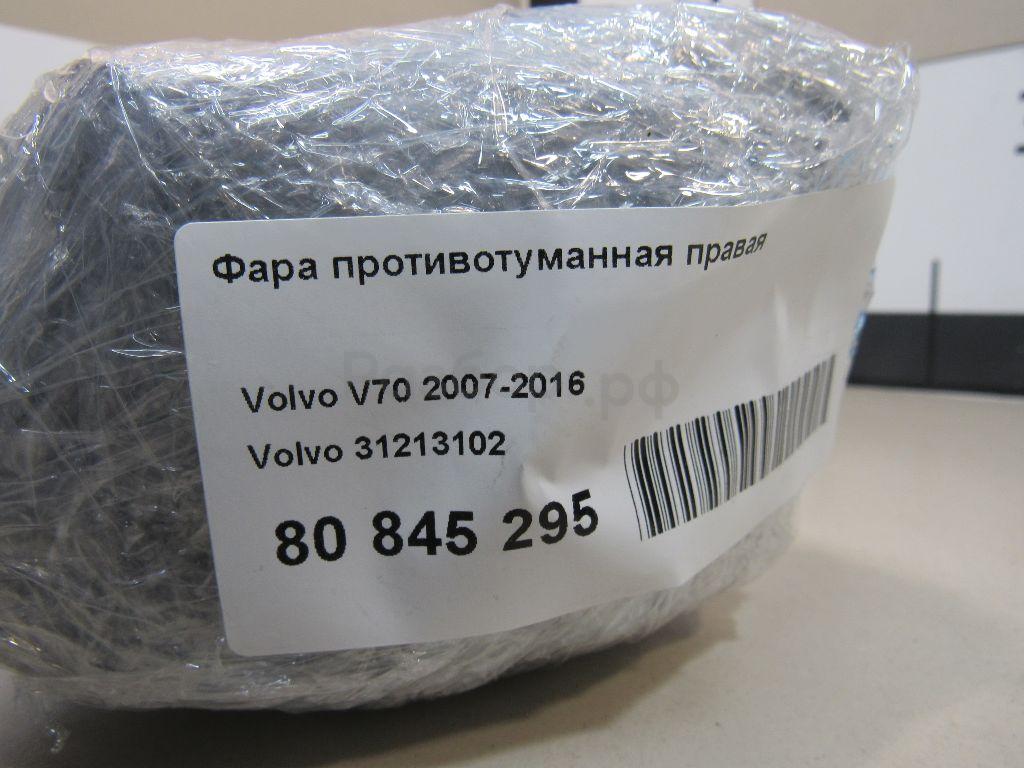 Фара противотуманная правая
Volvo V70 2007-2016
Volvo 31213102
80 845 295